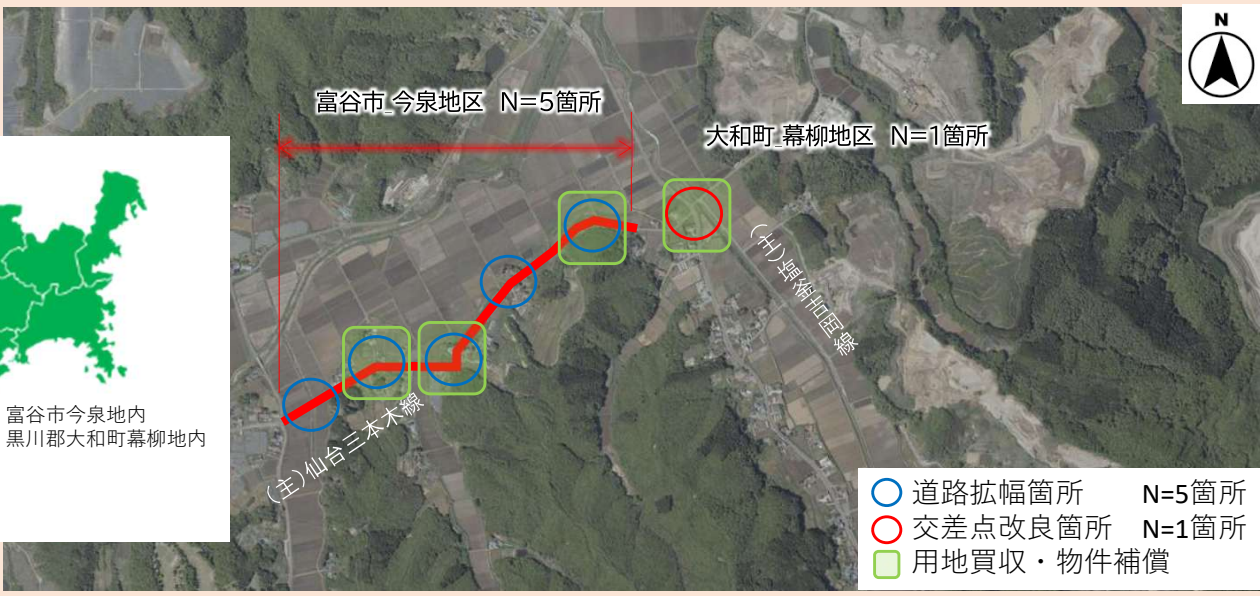 N
富谷市_今泉地区 N=5箇所
大和町_幕柳地区 N=1箇所
(主)塩釜吉岡線
(主)仙台三本木線
富谷市今泉地内
黒川郡大和町幕柳地内
道路拡幅箇所 N=5箇所
交差点改良箇所 N=1箇所
用地買収・物件補償